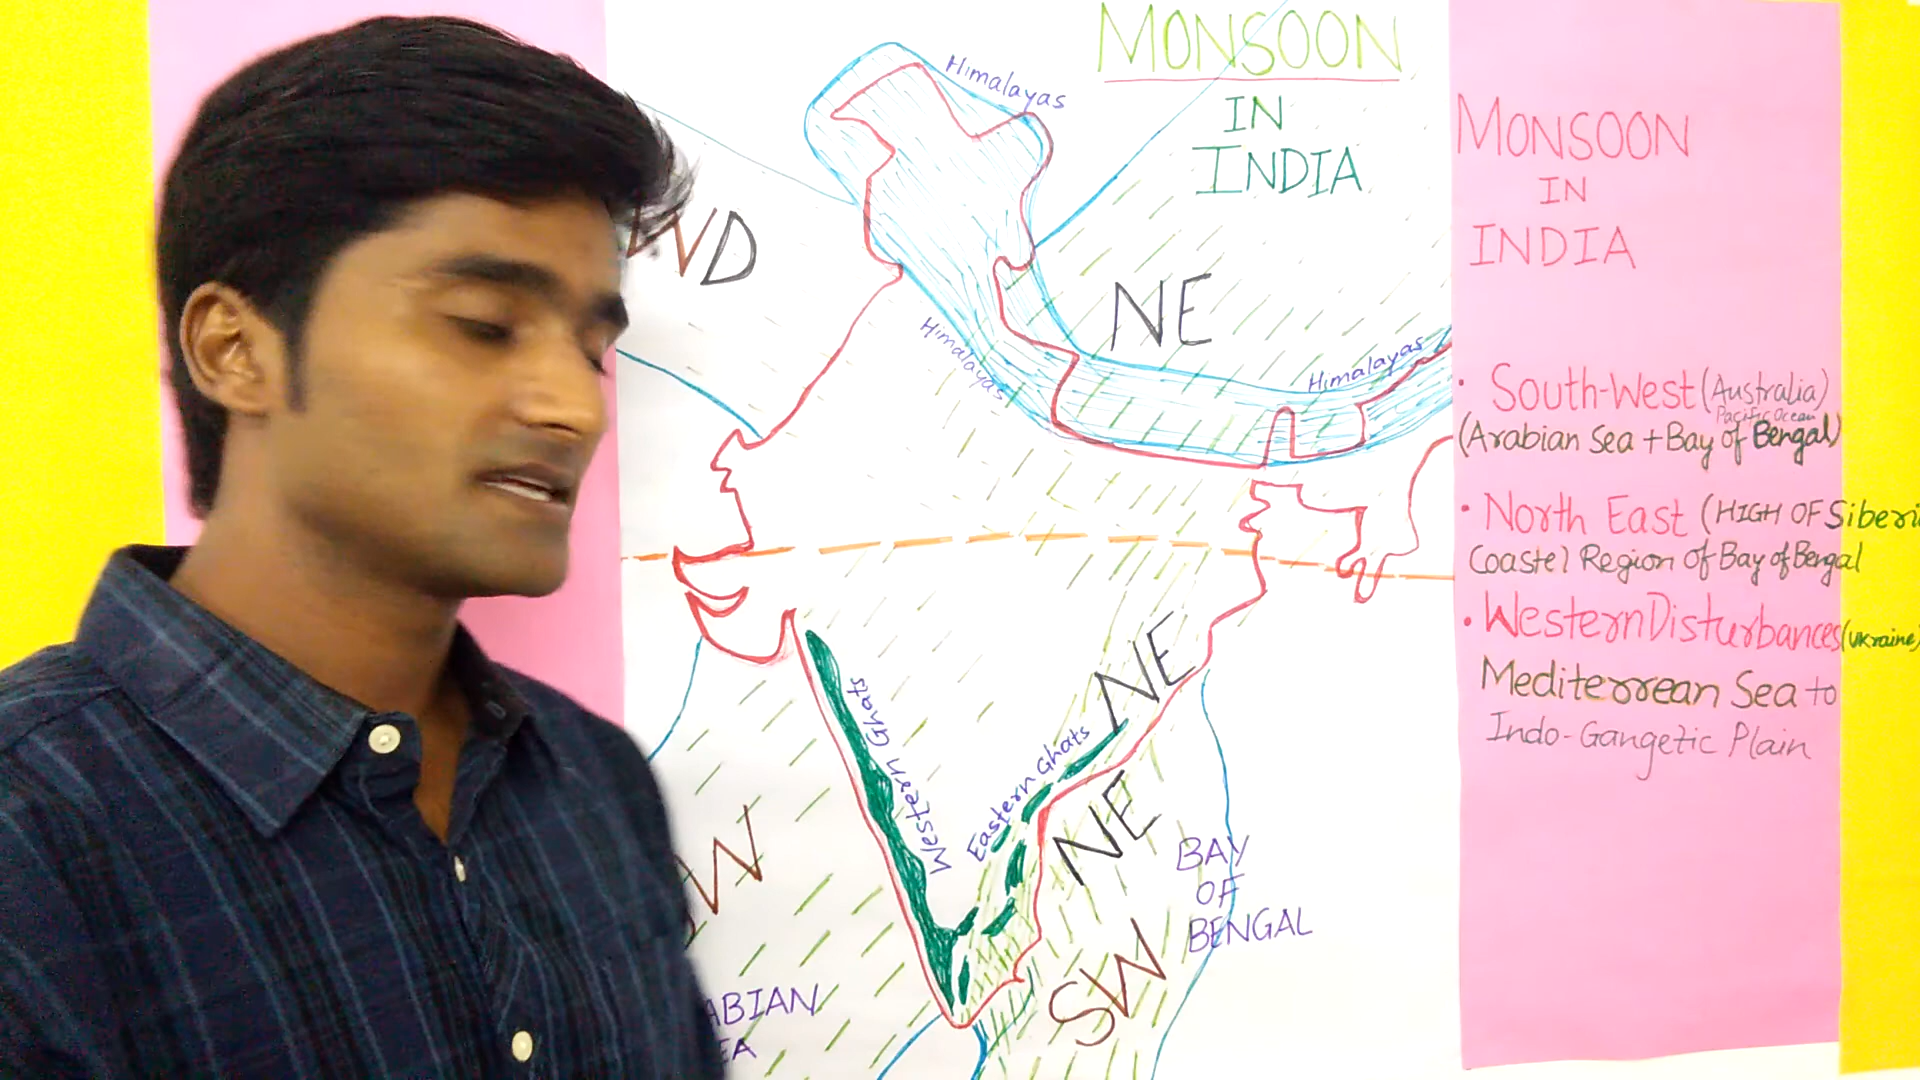 MONSOON
IN
INDIA
Himalayas
WD
NE
Himalayas
Himalayas
Western Ghats
Eastern Ghats
NE
NE
SW
BAY
OF
BENGAL
W
ABIAN
EA
MONSOON
IN
INDIA
• South-West (Australia)
Pacific Ocean
(Arabian Sea + Bay of Bengal)
• North East (HIGH OF Siberi
Coastel Region of Bay of Bengal
• Western Disturbances (Ukraine)
Mediterrean Sea to
Indo-Gangetic Plain